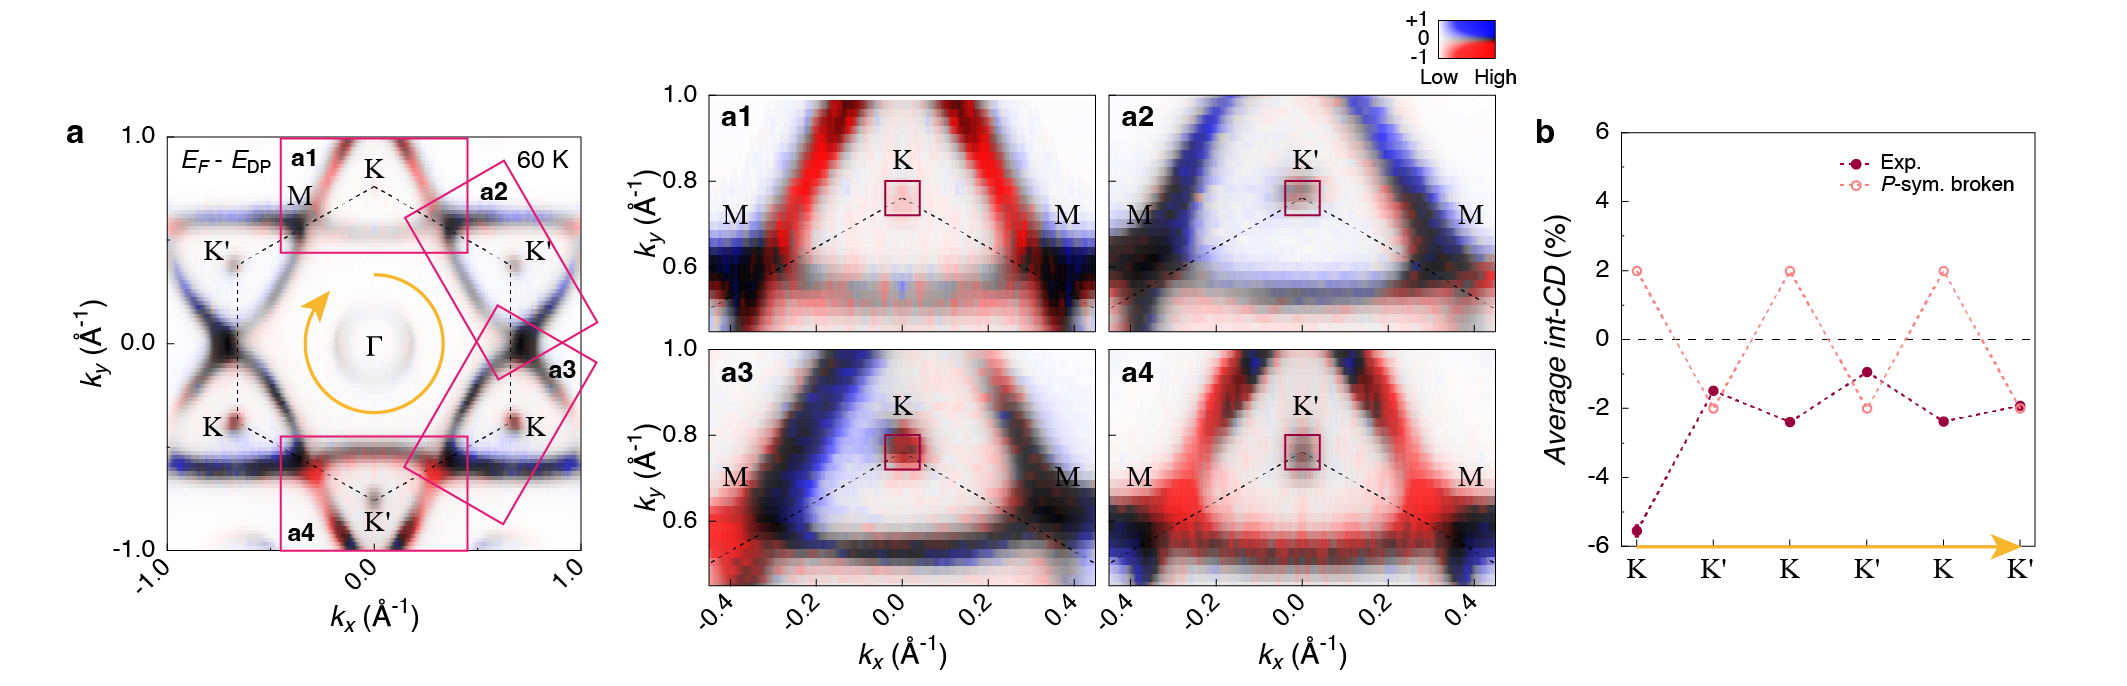 a
1.0
0.0
-1.0
k_y (Å⁻¹)
E_F - E_DP
60 K
a1
a2
a3
a4
K
M
K'
K'
Γ
K
K
K'
-1.0
0.0
1.0
k_x (Å⁻¹)
+1
0
-1
Low High
1.0
0.8
0.6
k_y (Å⁻¹)
a1
K
M
M
a2
K'
M
M
1.0
0.8
0.6
k_y (Å⁻¹)
a3
K
M
M
a4
K'
M
M
-0.4
-0.2
0.0
0.2
0.4
k_x (Å⁻¹)
-0.4
-0.2
0.0
0.2
0.4
k_x (Å⁻¹)
b
6
4
2
0
-2
-4
-6
Average int-CD (%)
Exp.
P-sym. broken
K K' K K' K K'